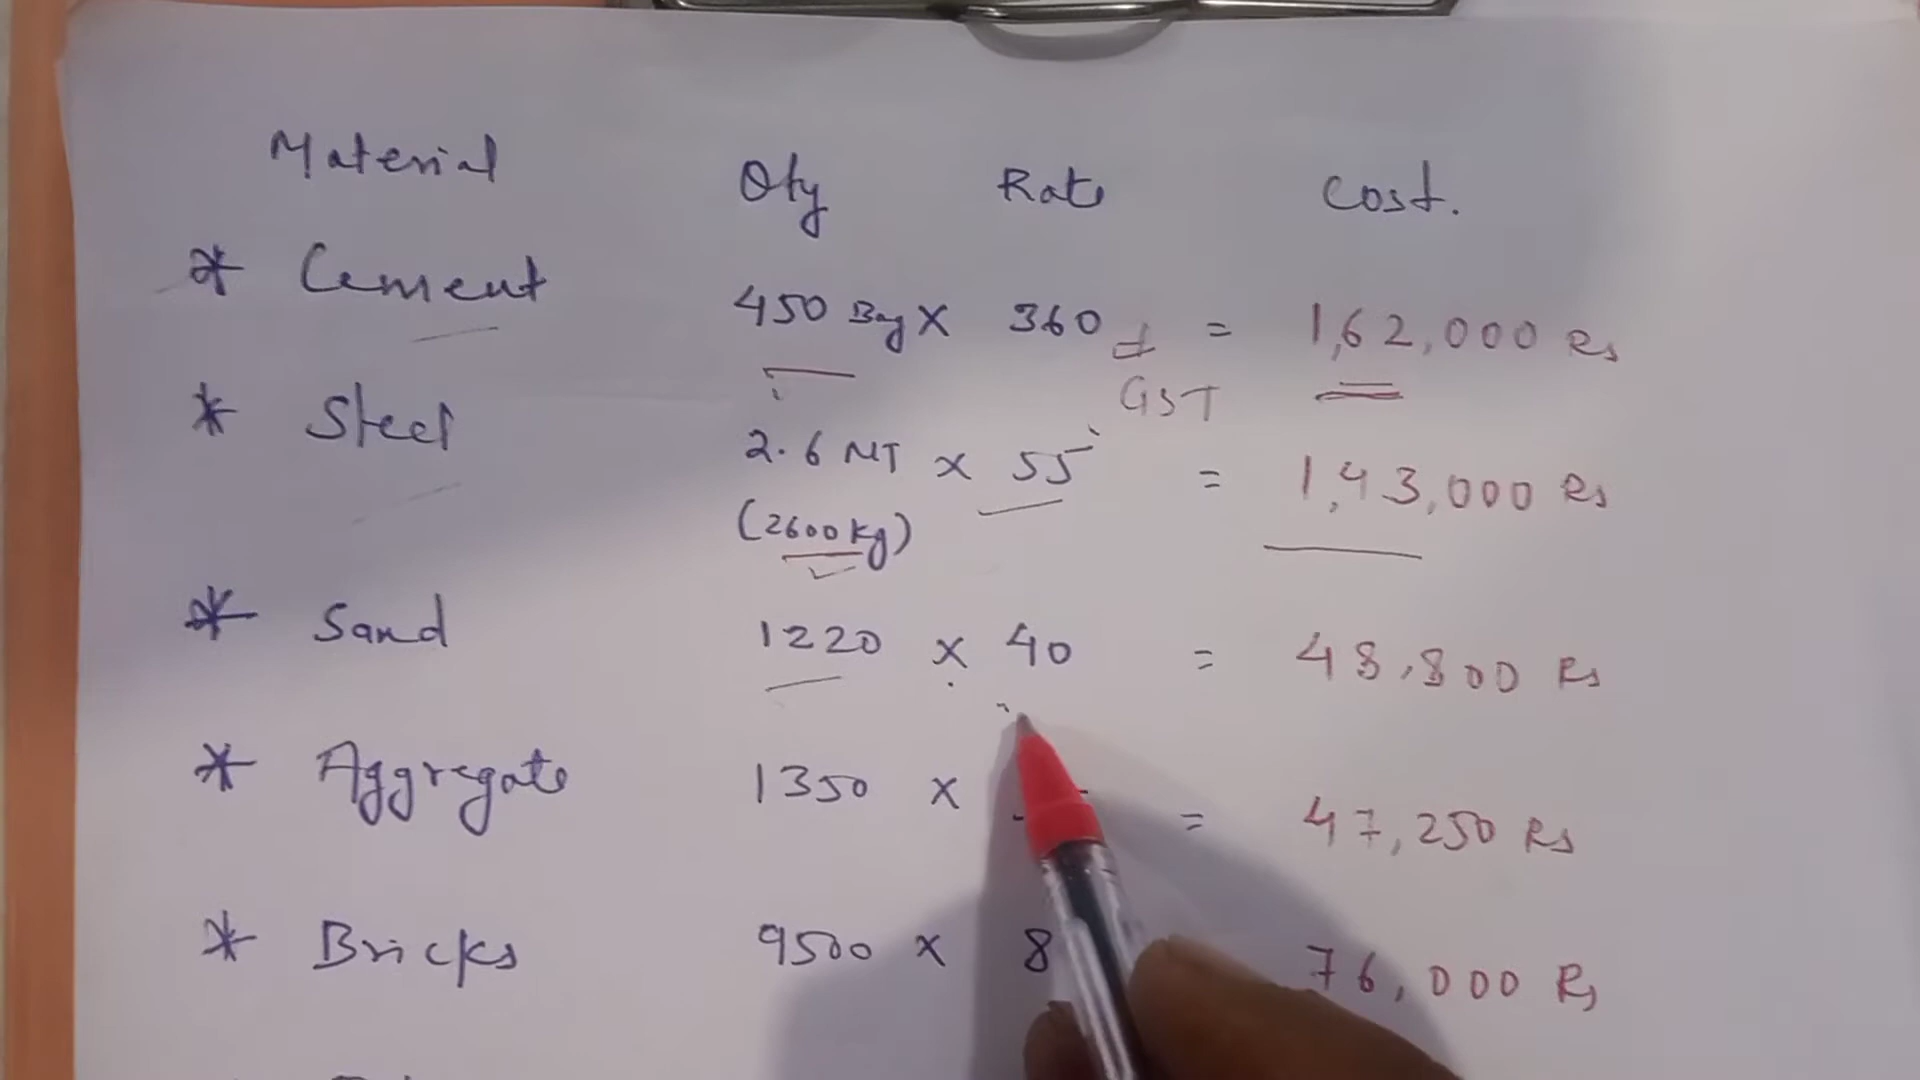 Material Qty Rate Cost.
* Cement 450 Bag X 360 = 1,62,000 Rs
+ GST
* Steel 2.6 MT x 55 = 1,43,000 Rs
(2600 kg)
* Sand 1220 x 40 = 48,800 Rs
* Aggregate 1350 x = 47,250 Rs
* Bricks 9500 x 8 76,000 Rs